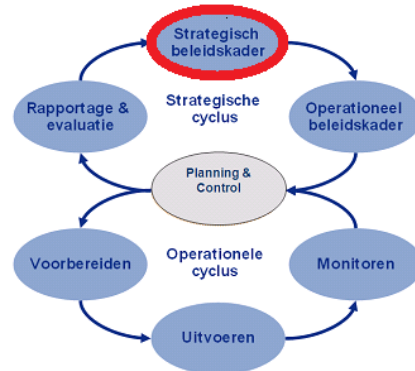 Strategisch
beleidskader
Rapportage &
evaluatie
Strategische
cyclus
Operationeel
beleidskader
Planning &
Control
Voorbereiden
Operationele
cyclus
Monitoren
Uitvoeren